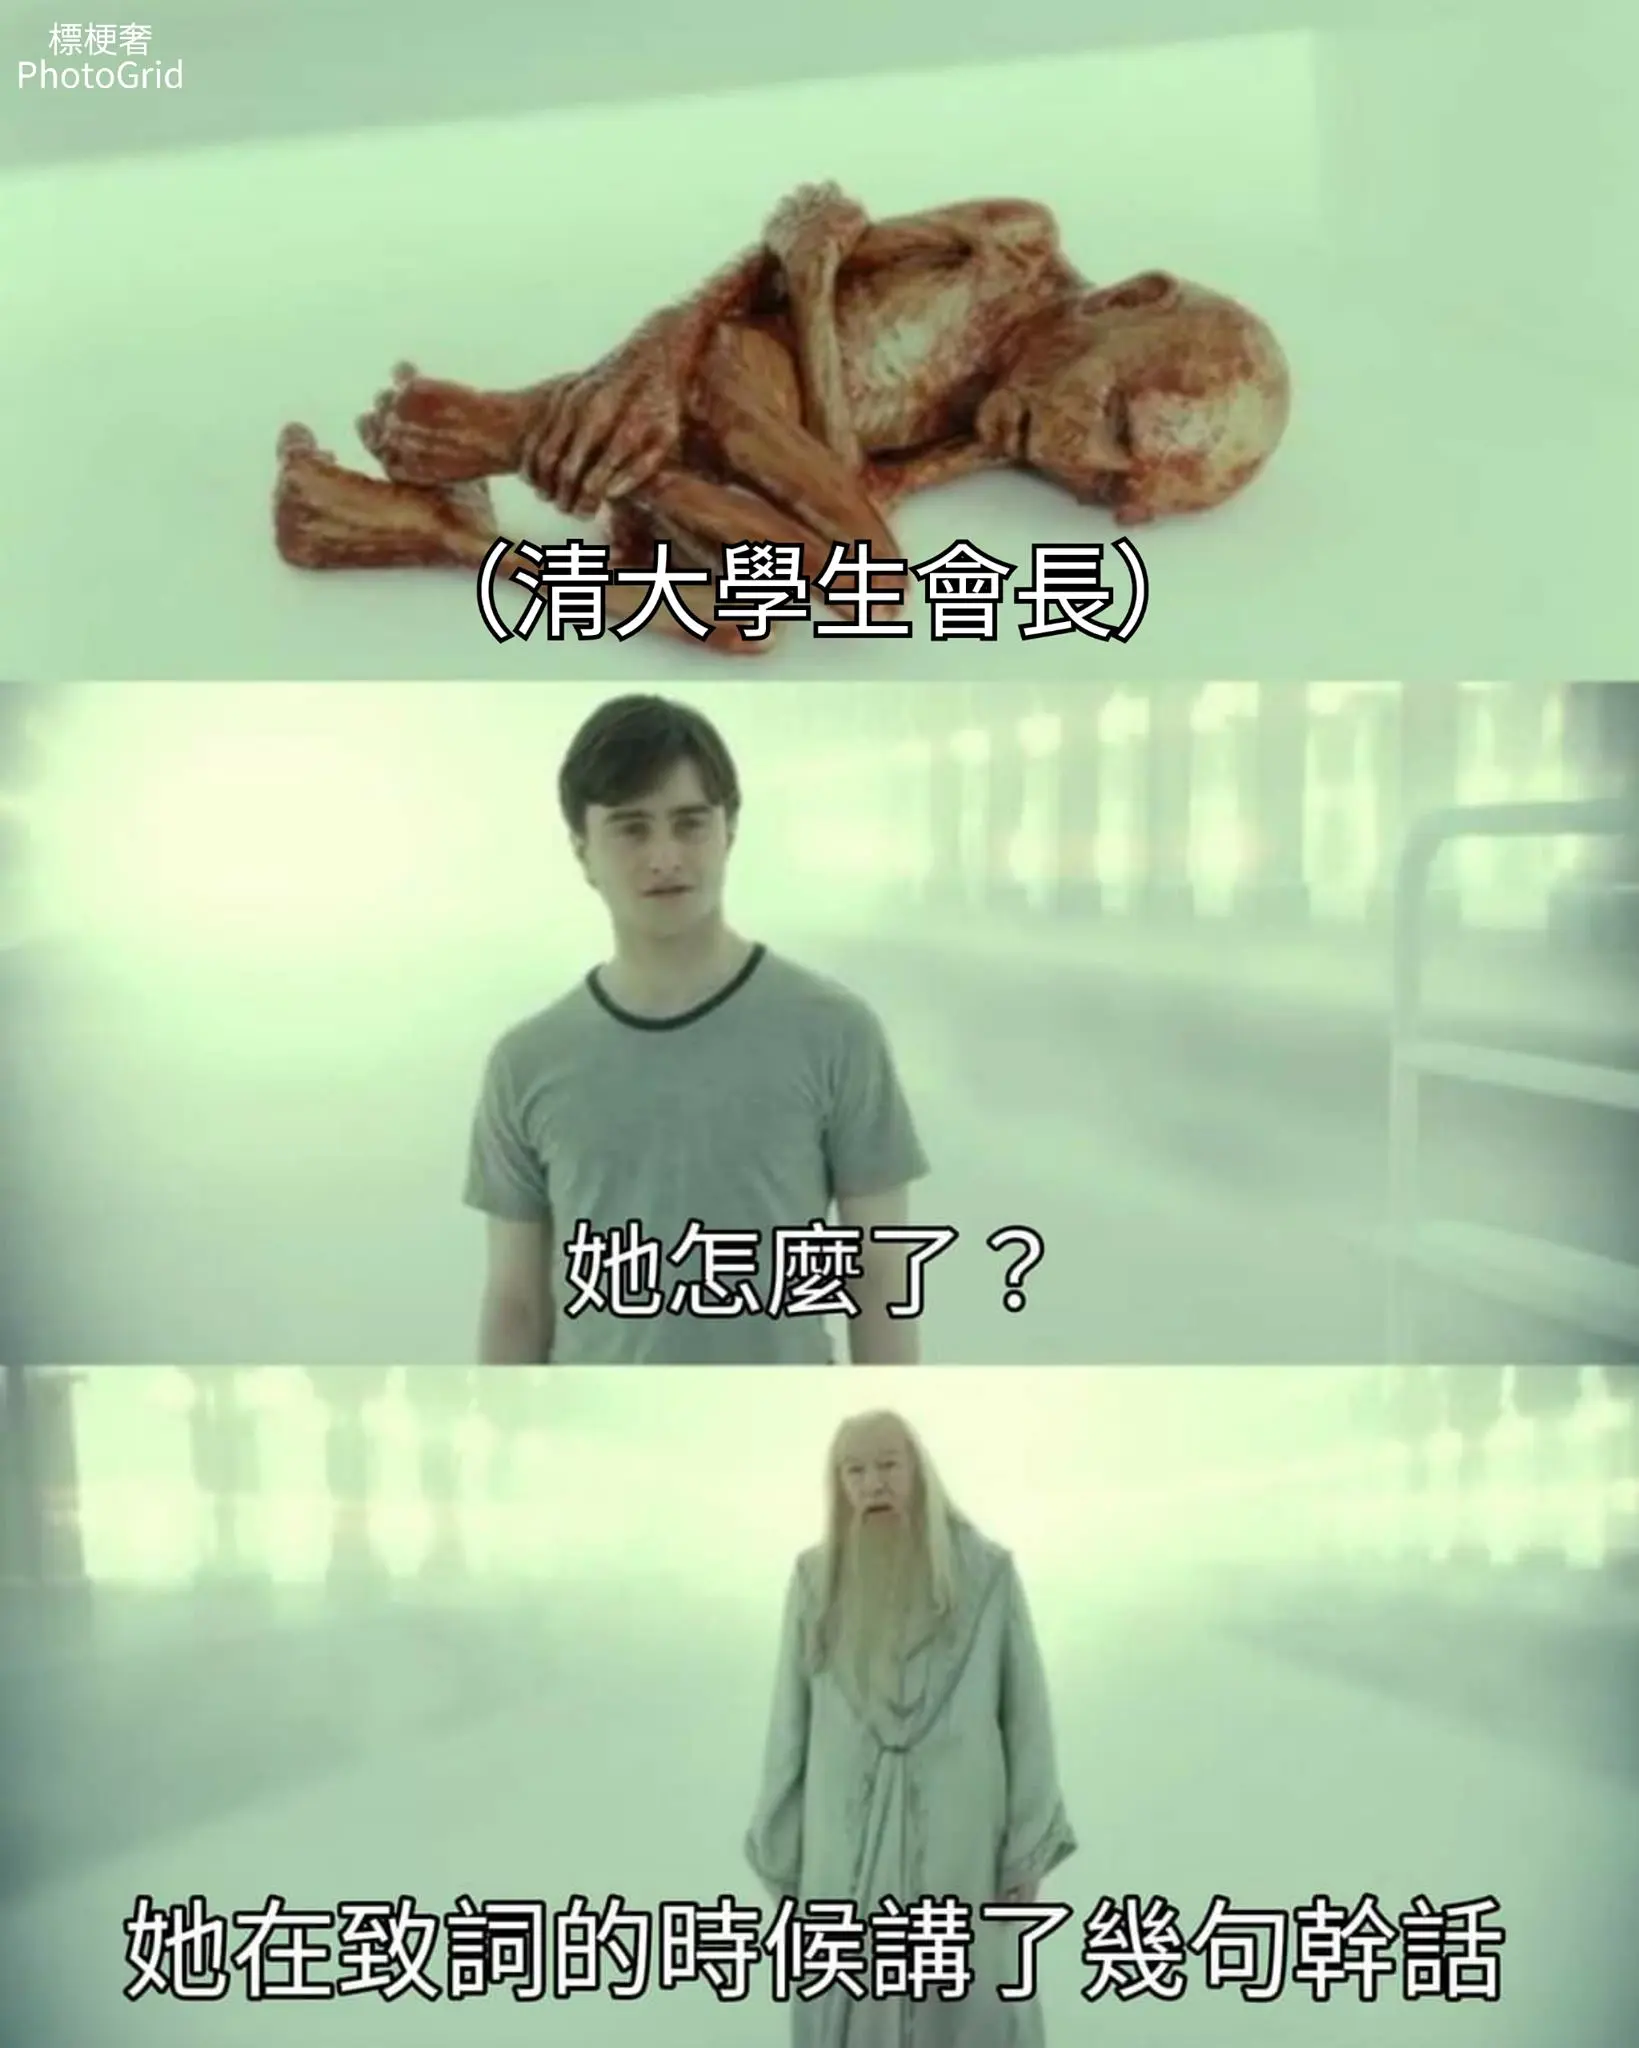 標梗奢
PhotoGrid
（清大學生會長）
她怎麼了？
她在致詞的時候講了幾句幹話